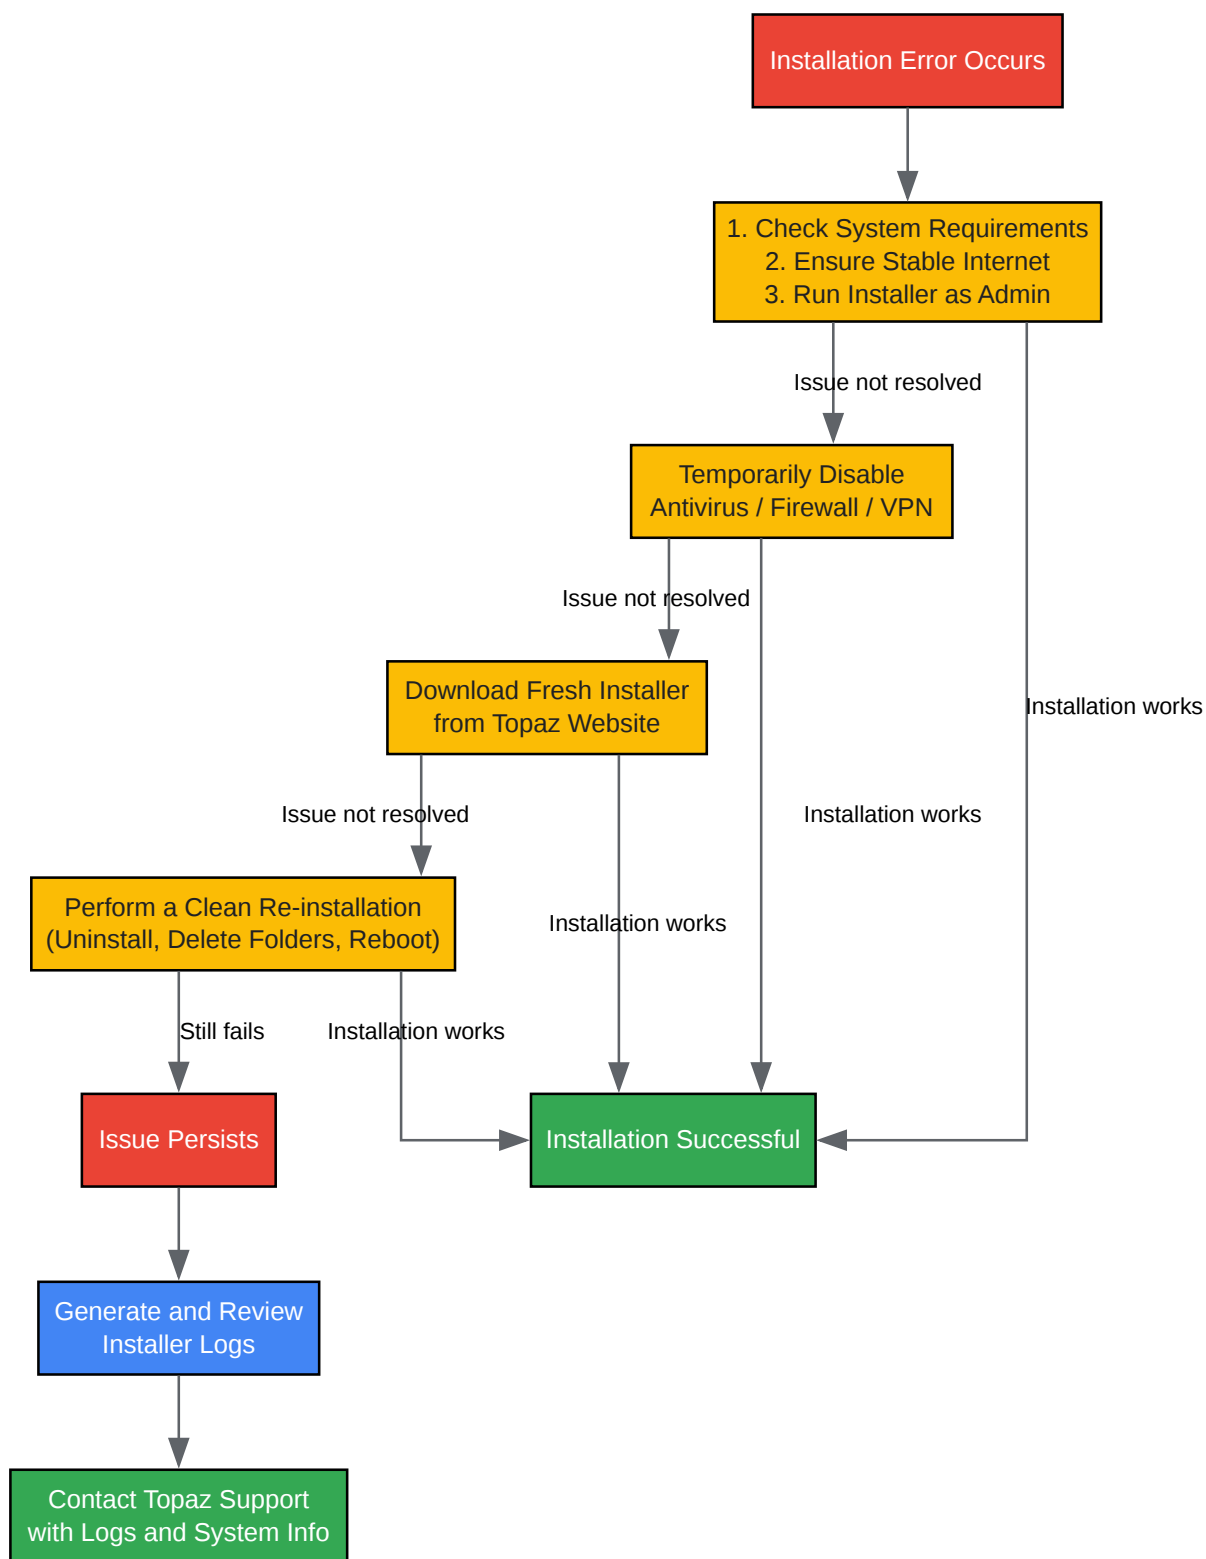 Installation Error Occurs
1. Check System Requirements
2. Ensure Stable Internet
3. Run Installer as Admin
Issue not resolved
Temporarily Disable
Antivirus / Firewall / VPN
Issue not resolved
Download Fresh Installer
from Topaz Website
Installation works
Issue not resolved
Installation works
Perform a Clean Re-installation
(Uninstall, Delete Folders, Reboot)
Installation works
Still fails
Installation works
Issue Persists
Installation Successful
Generate and Review
Installer Logs
Contact Topaz Support
with Logs and System Info